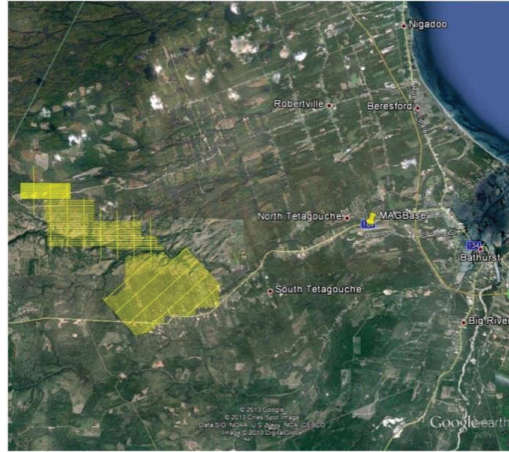 Nigadoo
Robertville
Beresford
North Tetagouche
MAGBase
Bathurst
South Tetagouche
Big River
© 2013 Google
© 2013 Cnes/Spot Image
Data SIO, NOAA, U.S. Navy, NGA, GEBCO
Image © 2013 DigitalGlobe
Google earth